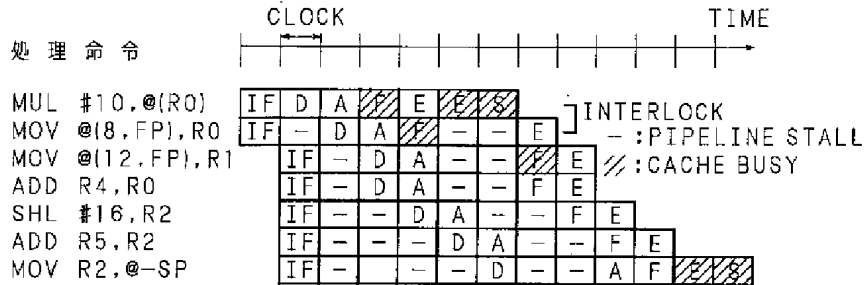 CLOCK TIME
処理命令
MUL #10,@(R0) IF D A F E E S
INTERLOCK
MOV @(8,FP),R0 IF - D A F - - E
- :PIPELINE STALL
MOV @(12,FP),R1 IF - D A - - F E
:CACHE BUSY
ADD R4,R0 IF - D A - - F E
SHL #16,R2 IF - - D A - - F E
ADD R5,R2 IF - - - D A - - F E
MOV R2,@-SP IF - - - D - - A F E S